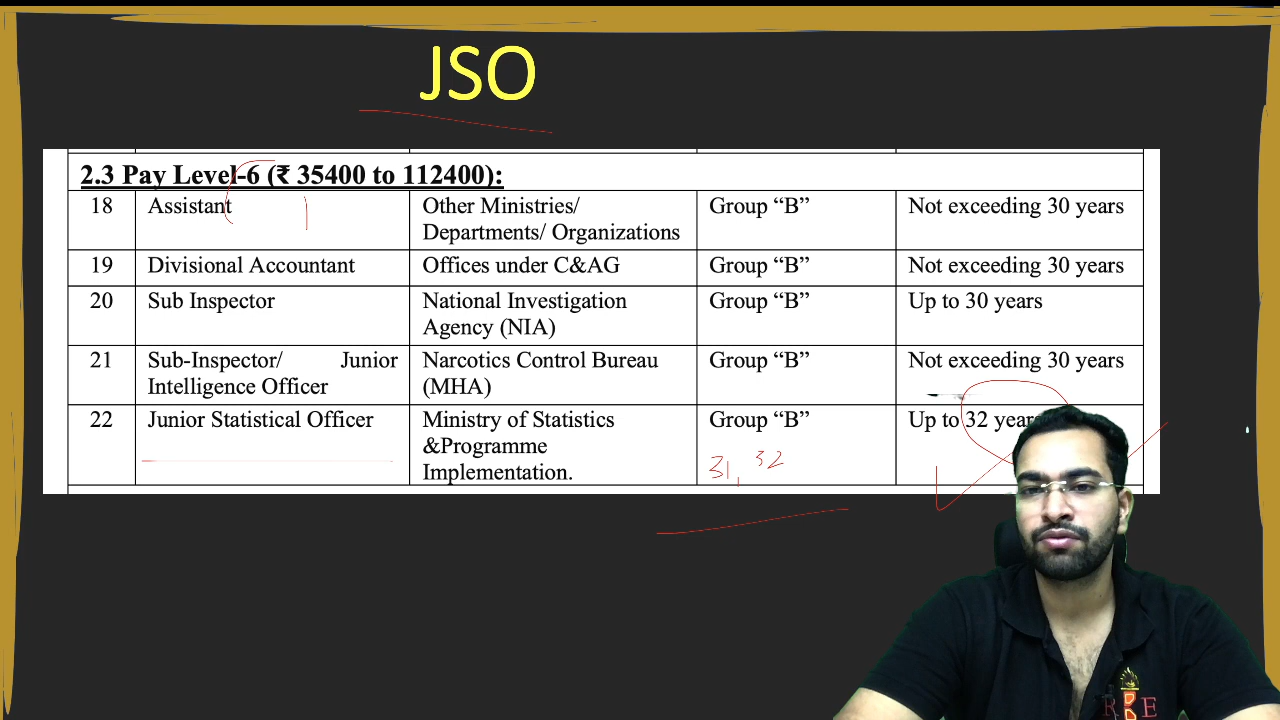 JSO
2.3 Pay Level-6 (₹ 35400 to 112400):
18 Assistant Other Ministries/ Departments/ Organizations Group “B” Not exceeding 30 years
19 Divisional Accountant Offices under C&AG Group “B” Not exceeding 30 years
20 Sub Inspector National Investigation Agency (NIA) Group “B” Up to 30 years
21 Sub-Inspector/ Junior Intelligence Officer Narcotics Control Bureau (MHA) Group “B” Not exceeding 30 years
22 Junior Statistical Officer Ministry of Statistics &Programme Implementation. Group “B” Up to 32
31, 32